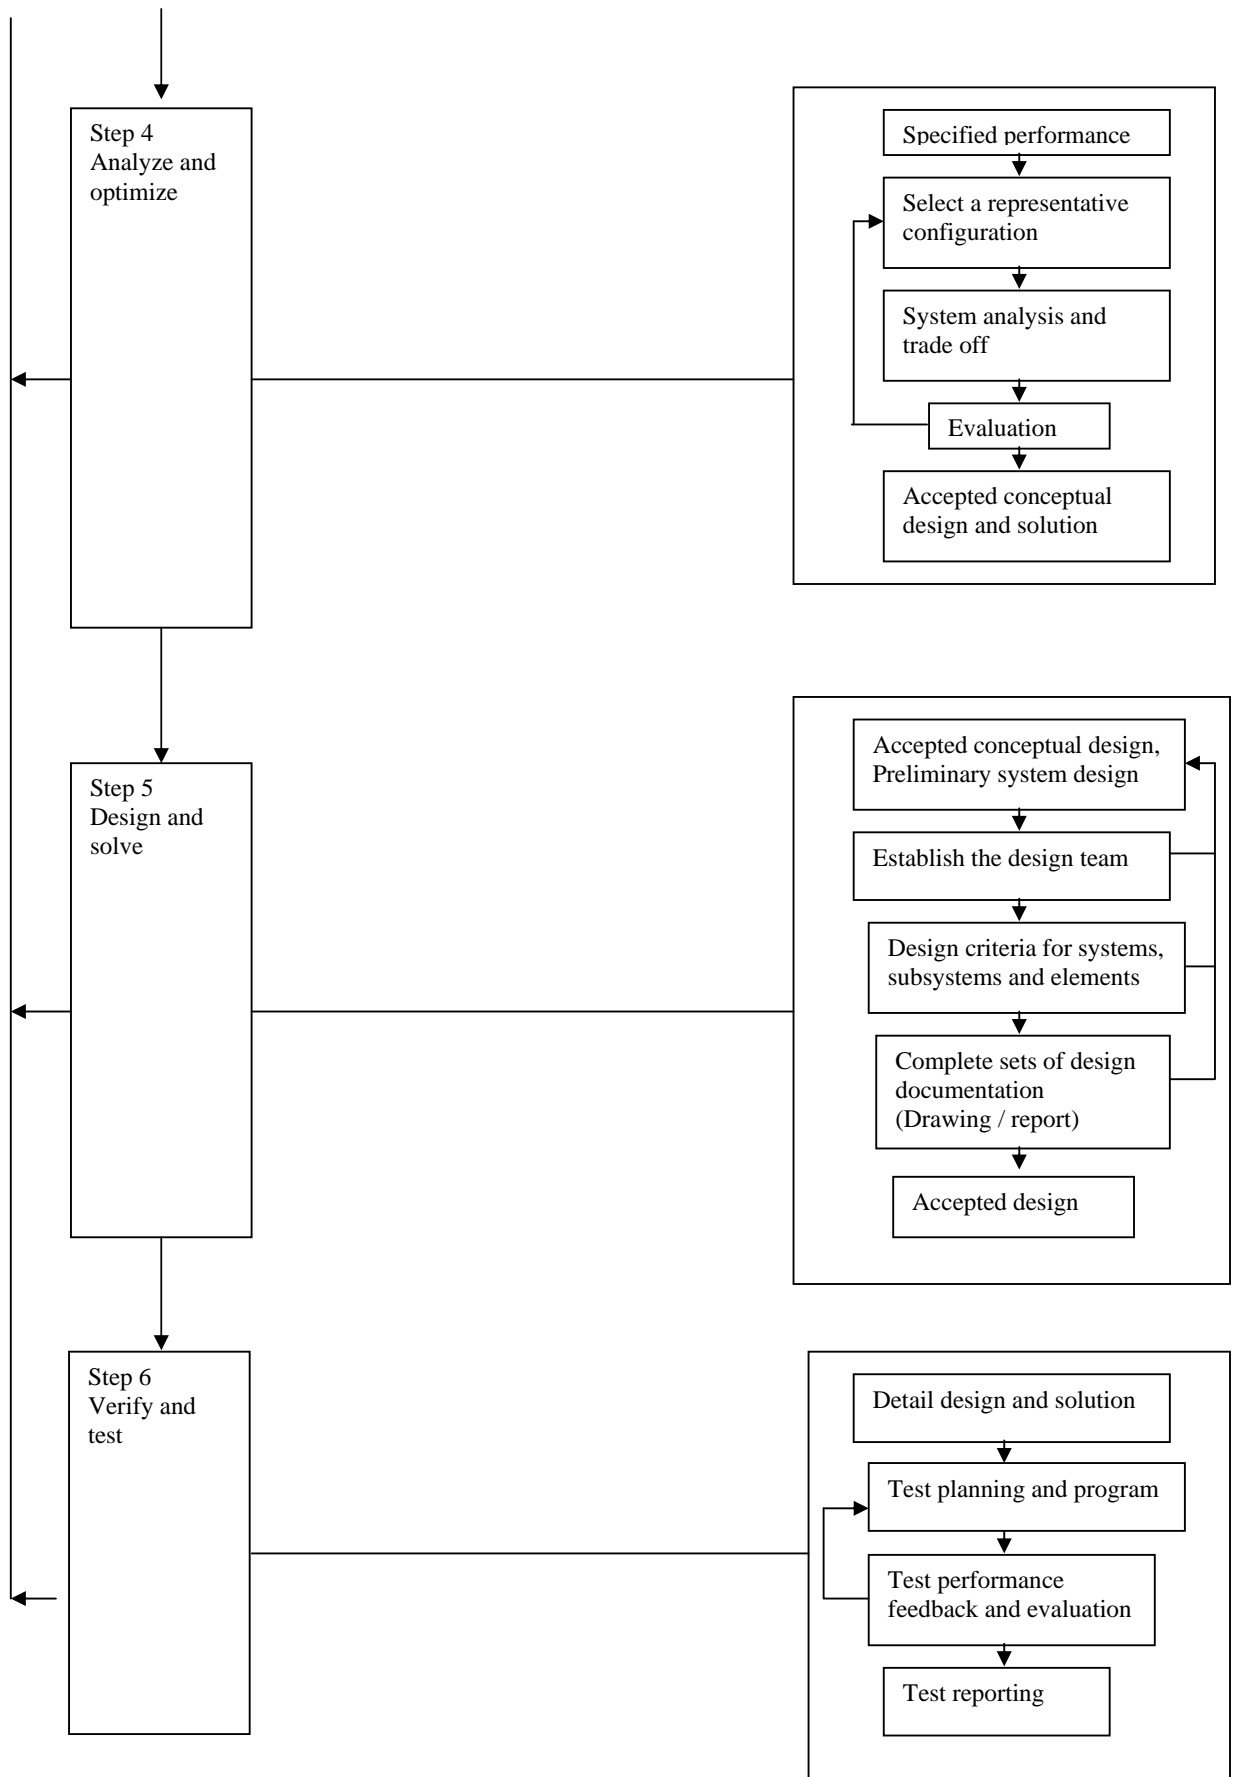 Step 4
Analyze and
optimize
Specified performance
Select a representative
configuration
System analysis and
trade off
Evaluation
Accepted conceptual
design and solution
Step 5
Design and
solve
Accepted conceptual design,
Preliminary system design
Establish the design team
Design criteria for systems,
subsystems and elements
Complete sets of design
documentation
(Drawing / report)
Accepted design
Step 6
Verify and
test
Detail design and solution
Test planning and program
Test performance
feedback and evaluation
Test reporting